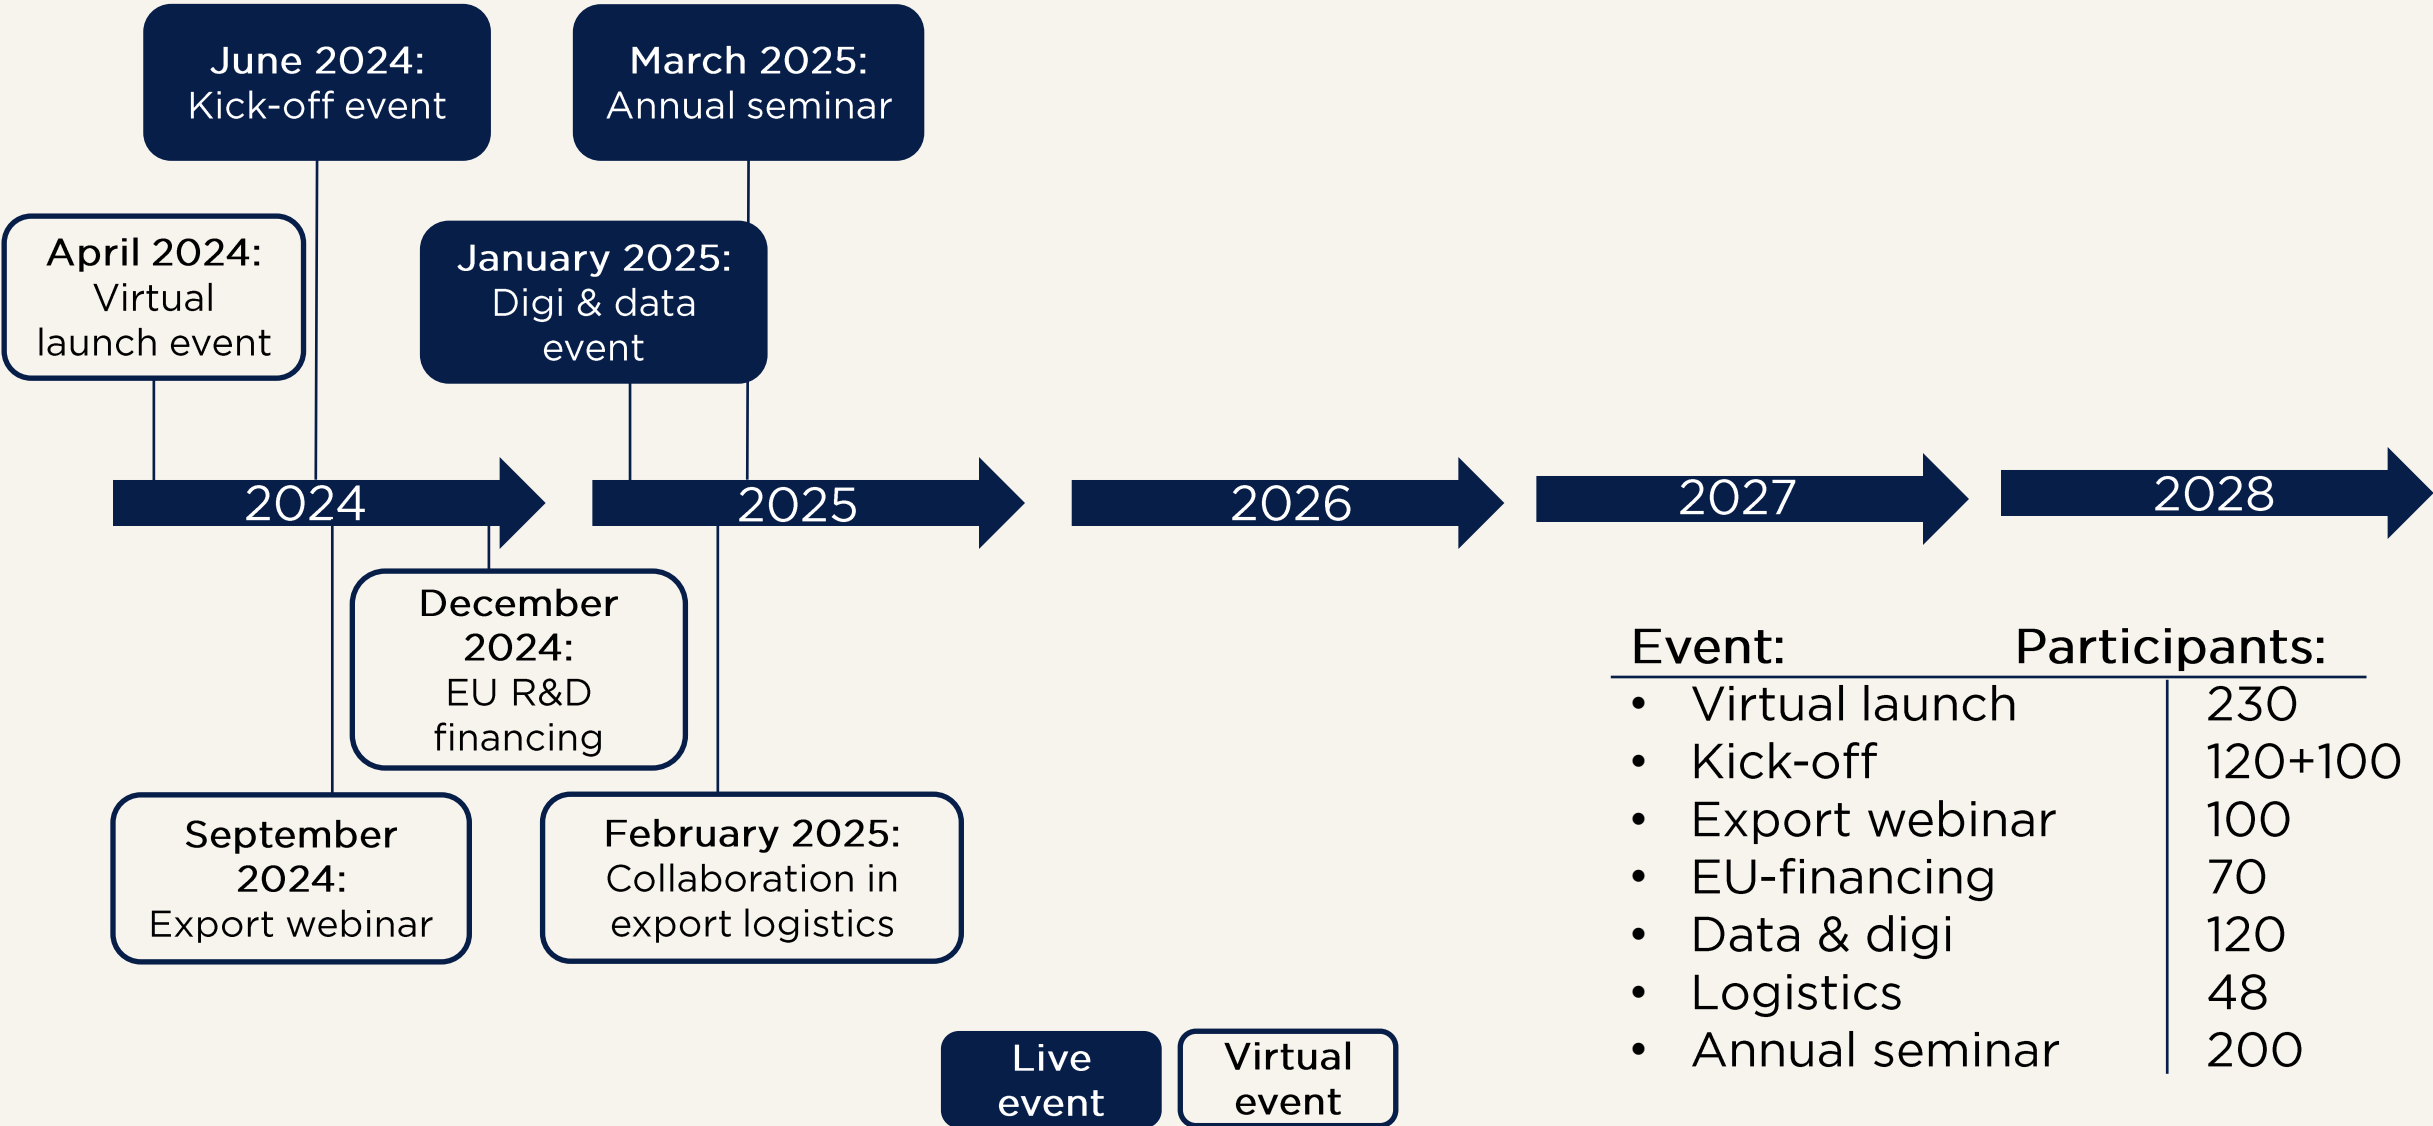 June 2024:
Kick-off event
March 2025:
Annual seminar
April 2024:
Virtual
launch event
January 2025:
Digi & data
event
2024
2025
2026
2027
2028
December
2024:
EU R&D
financing
September
2024:
Export webinar
February 2025:
Collaboration in
export logistics
Event: Participants:
• Virtual launch 230
• Kick-off 120+100
• Export webinar 100
• EU-financing 70
• Data & digi 120
• Logistics 48
• Annual seminar 200
Live
event
Virtual
event